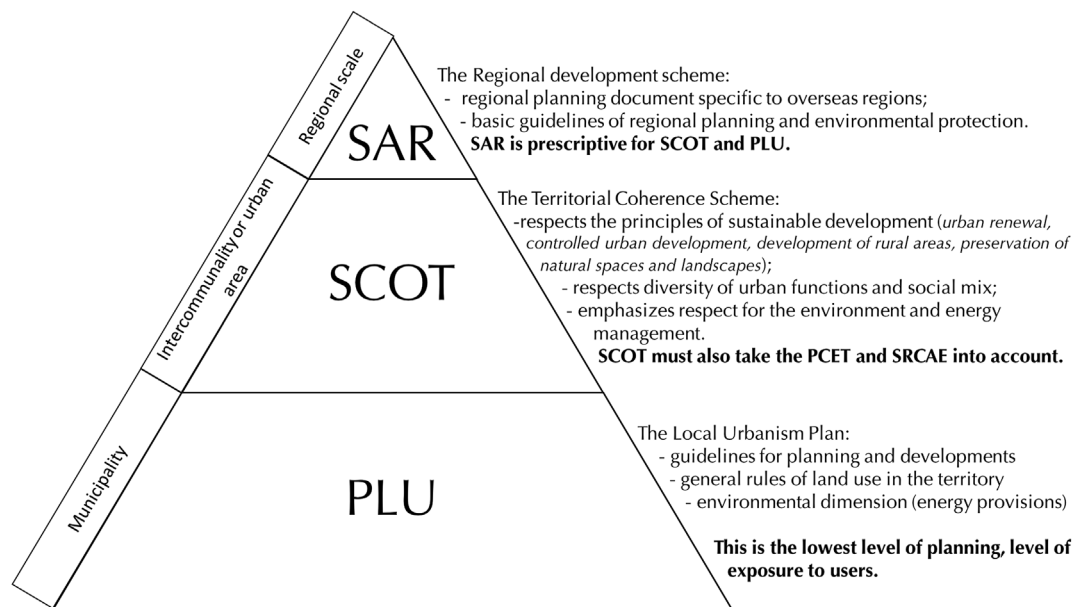 Regional scale
SAR
The Regional development scheme:
- regional planning document specific to overseas regions;
- basic guidelines of regional planning and environmental protection.
SAR is prescriptive for SCOT and PLU.
Intercommunality or urban
area
SCOT
The Territorial Coherence Scheme:
-respects the principles of sustainable development (urban renewal,
controlled urban development, development of rural areas, preservation of
natural spaces and landscapes);
- respects diversity of urban functions and social mix;
- emphasizes respect for the environment and energy
management.
SCOT must also take the PCET and SRCAE into account.
Municipality
PLU
The Local Urbanism Plan:
- guidelines for planning and developments
- general rules of land use in the territory
- environmental dimension (energy provisions)
This is the lowest level of planning, level of
exposure to users.